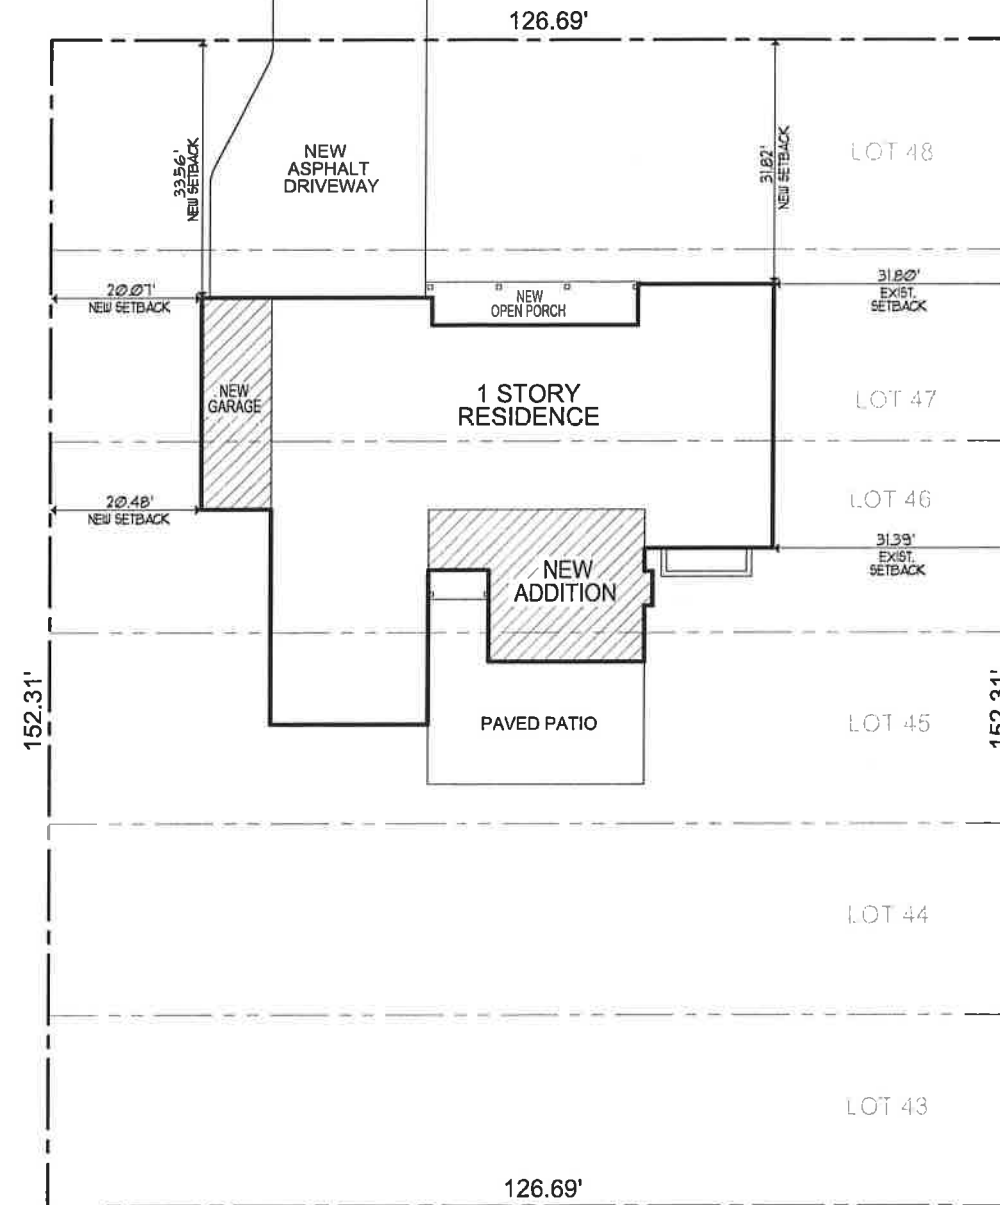 126.69'
33.56'
NEW SETBACK
NEW
ASPHALT
DRIVEWAY
31.82'
NEW SETBACK
LOT 48
20.07'
NEW SETBACK
NEW
OPEN PORCH
31.80'
EXIST.
SETBACK
NEW
GARAGE
1 STORY
RESIDENCE
LOT 47
20.48'
NEW SETBACK
LOT 46
31.39'
EXIST.
SETBACK
NEW
ADDITION
152.31'
152.31'
PAVED PATIO
LOT 45
LOT 44
LOT 43
126.69'